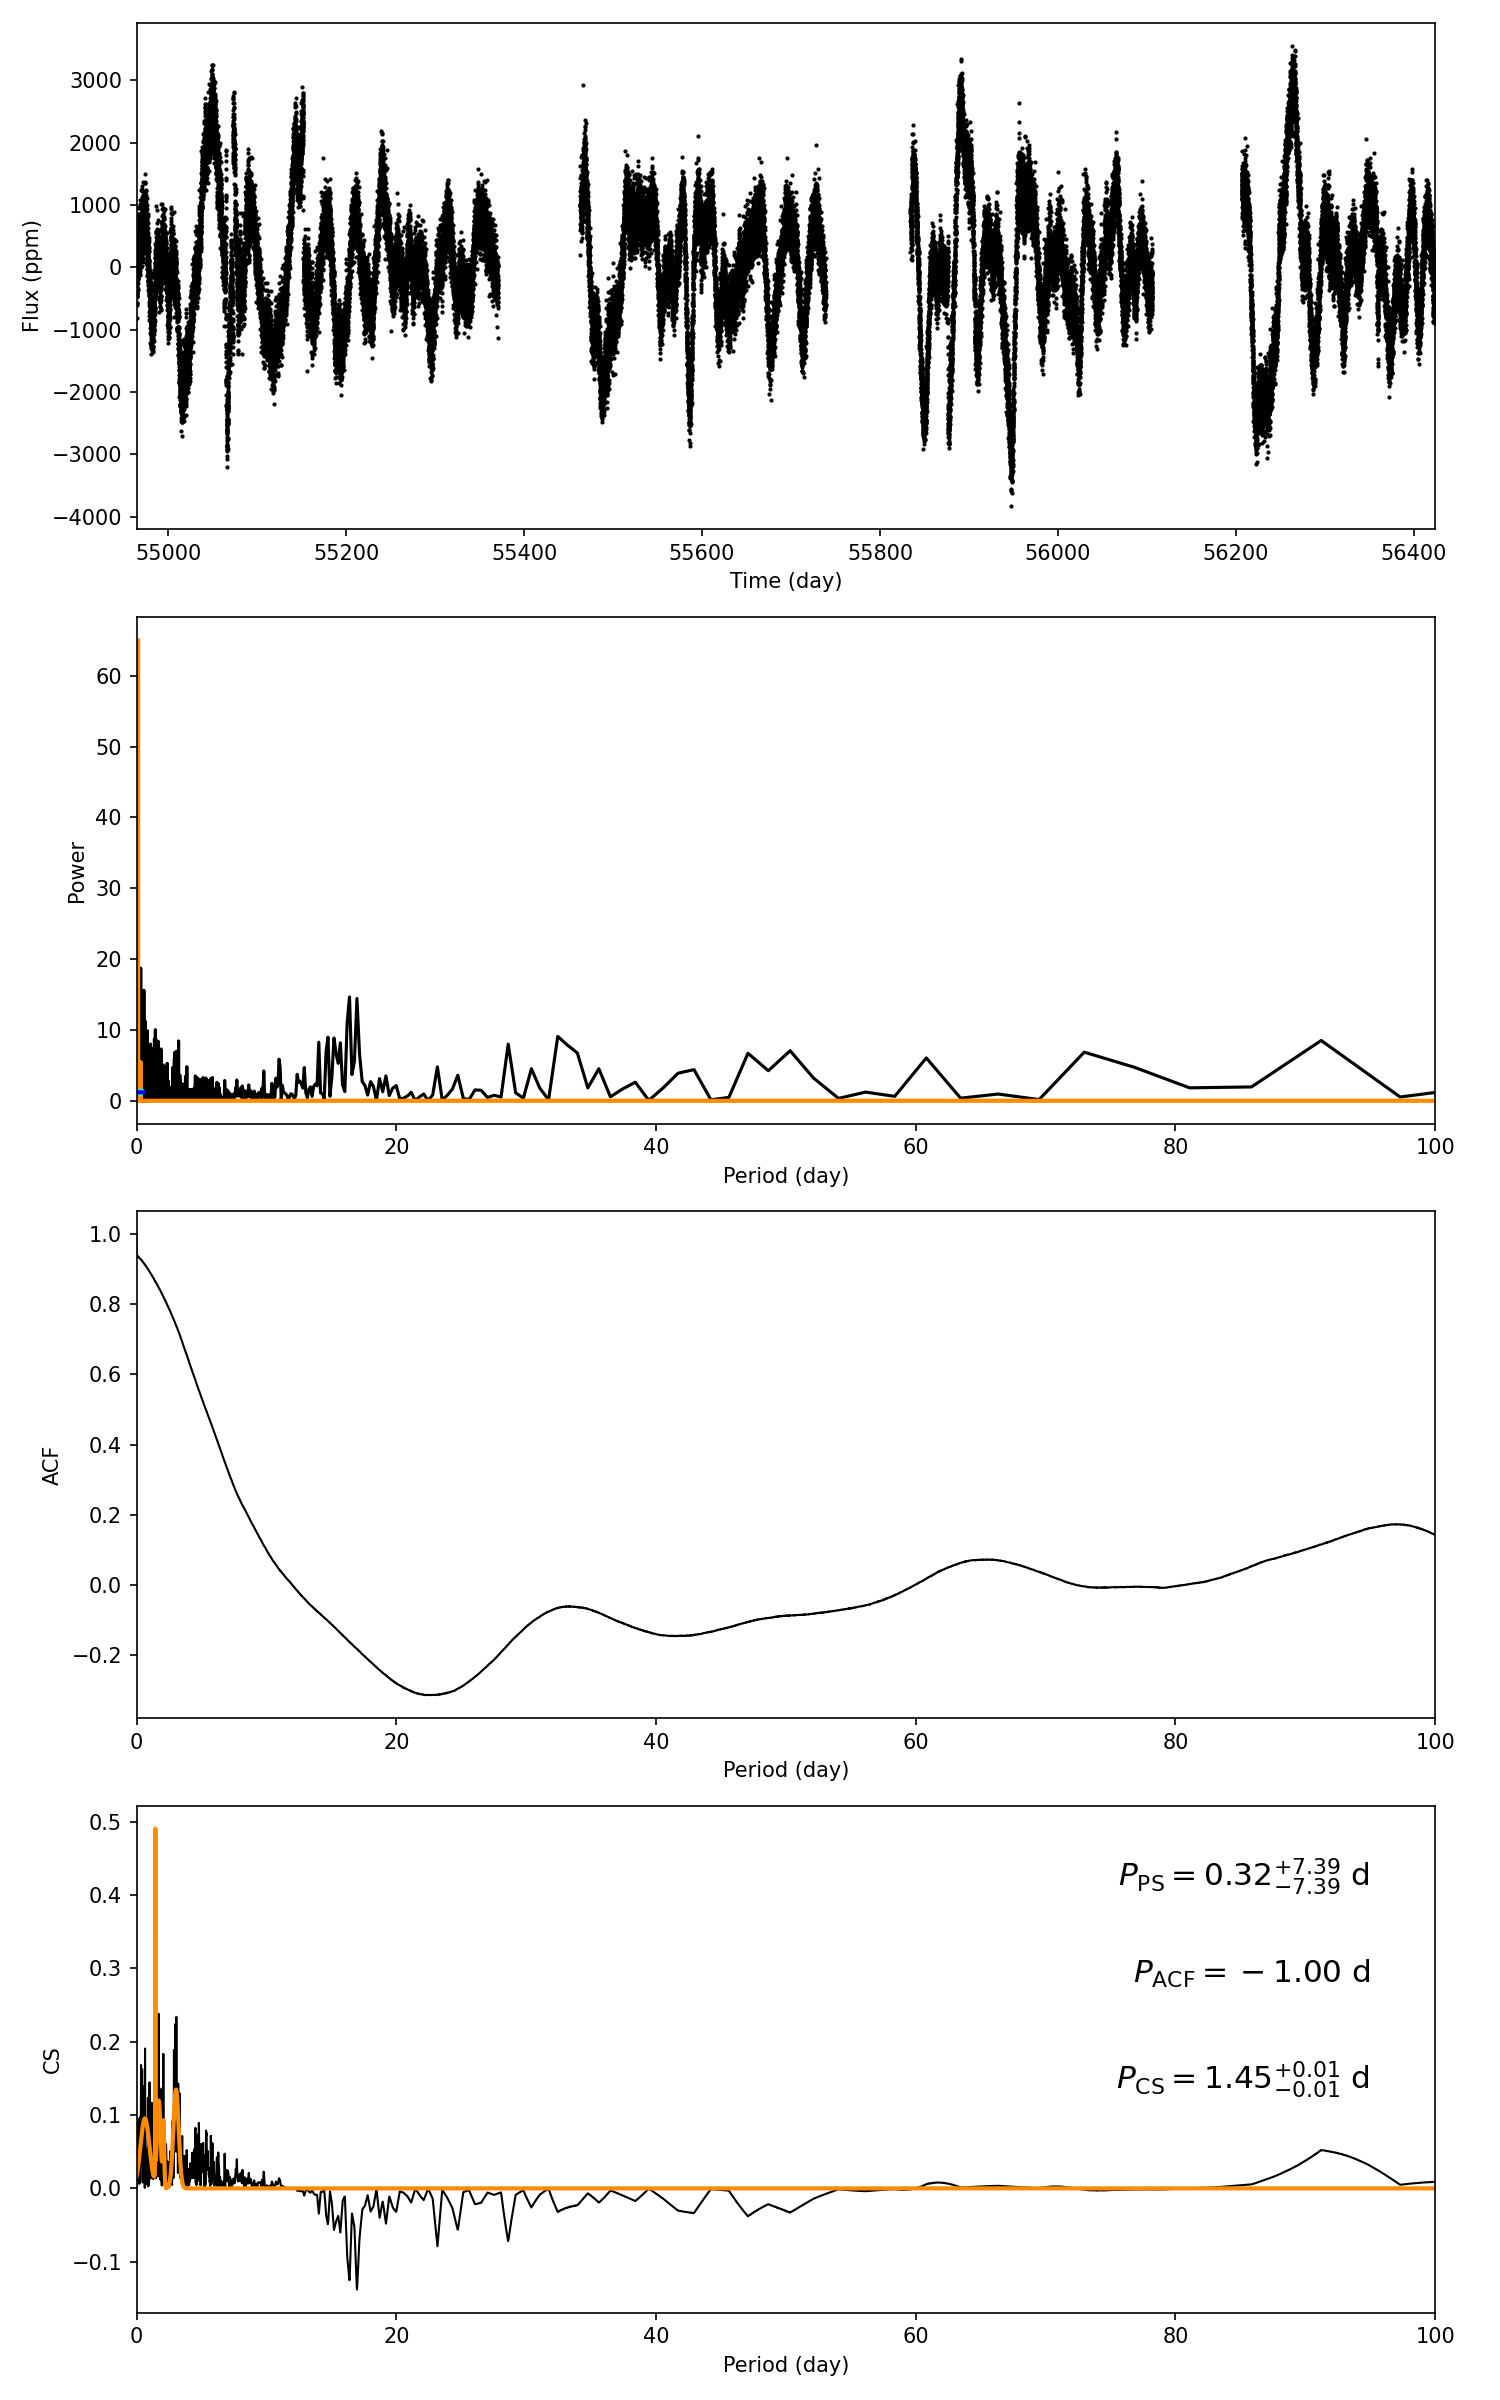 3000
2000
1000
0
−1000
−2000
−3000
−4000
Flux (ppm)
55000 55200 55400 55600 55800 56000 56200 56400
Time (day)
60
50
40
30
20
10
0
Power
0 20 40 60 80 100
Period (day)
1.0
0.8
0.6
0.4
0.2
0.0
−0.2
ACF
0 20 40 60 80 100
Period (day)
0.5
0.4
0.3
0.2
0.1
0.0
−0.1
CS
P_PS = 0.32 +7.39 −7.39 d
P_ACF = −1.00 d
P_CS = 1.45 +0.01 −0.01 d
0 20 40 60 80 100
Period (day)